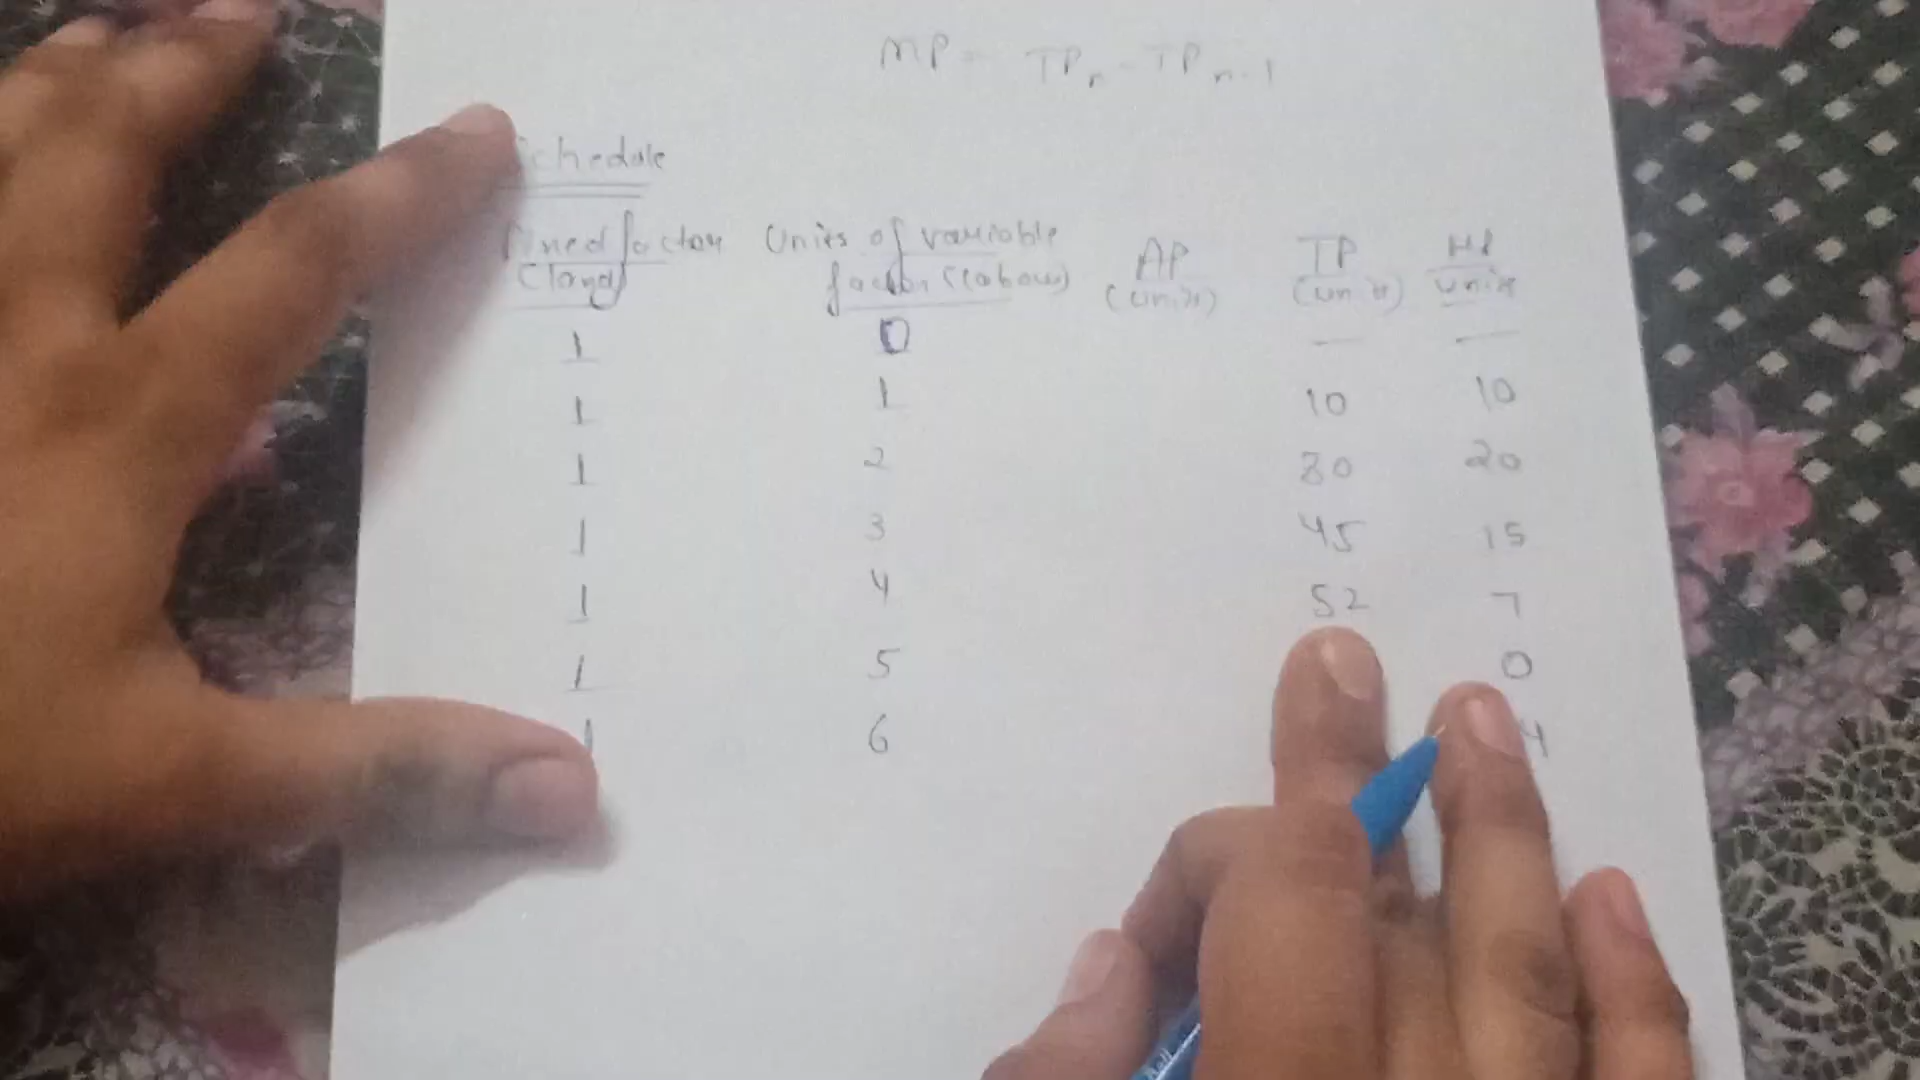 MP = TPn - TPn-1
chedule
factor Units of variable AP TP MP
(land) factor (labour) (units) (units) units
1 0 — —
1 1 10 10
1 2 30 20
1 3 45 15
1 4 52 7
1 5 0
1 6 4